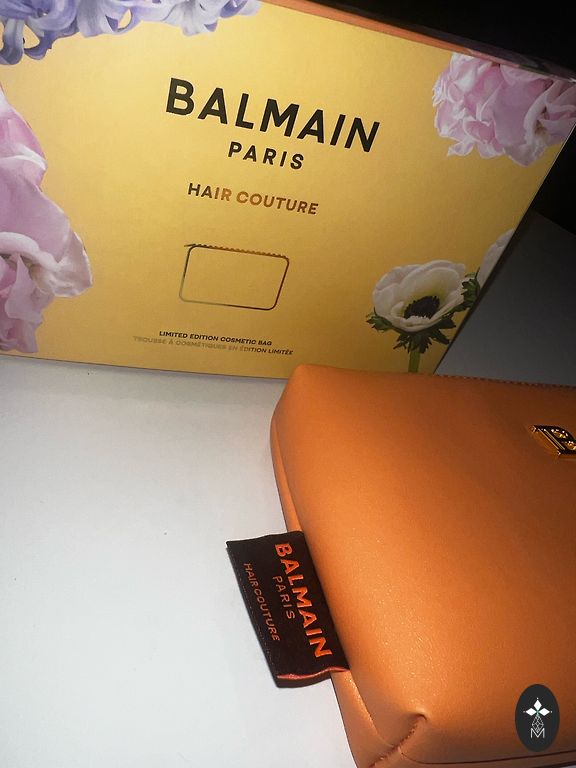 BALMAIN
PARIS
HAIR COUTURE
LIMITED EDITION COSMETIC BAG
TROUSSE À COSMÉTIQUES EN ÉDITION LIMITÉE
B
BALMAIN
PARIS
HAIR COUTURE
M